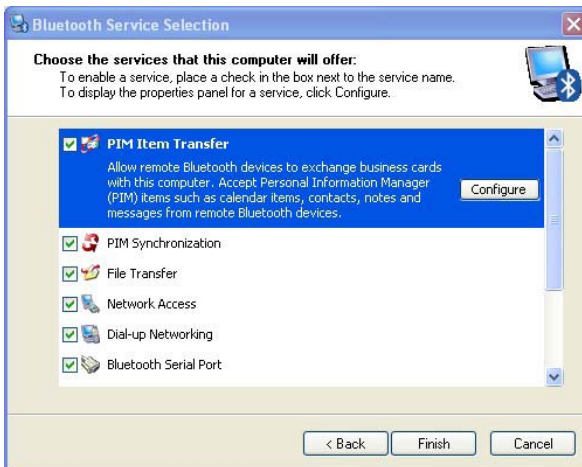 Bluetooth Service Selection
Choose the services that this computer will offer:
To enable a service, place a check in the box next to the service name.
To display the properties panel for a service, click Configure.
PIM Item Transfer
Allow remote Bluetooth devices to exchange business cards
with this computer. Accept Personal Information Manager
(PIM) items such as calendar items, contacts, notes and
messages from remote Bluetooth devices.
Configure
PIM Synchronization
File Transfer
Network Access
Dial-up Networking
Bluetooth Serial Port
< Back
Finish
Cancel